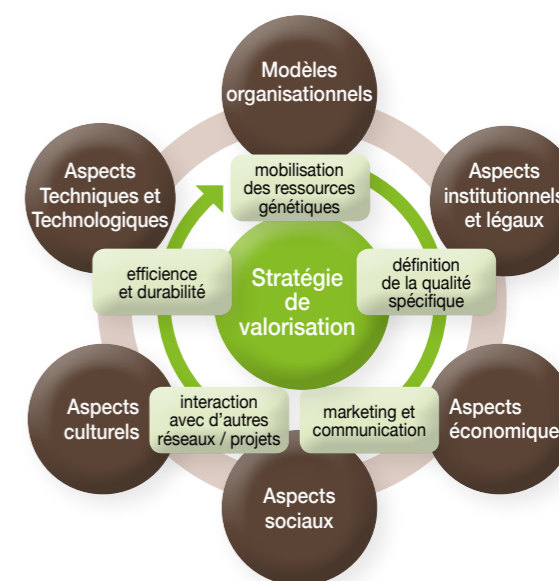 Modèles
organisationnels
Aspects
institutionnels
et légaux
Aspects
économique
Aspects
sociaux
Aspects
culturels
Aspects
Techniques et
Technologiques
mobilisation
des ressources
génétiques
définition
de la qualité
spécifique
marketing et
communication
interaction
avec d'autres
réseaux / projets
efficience
et durabilité
Stratégie
de
valorisation